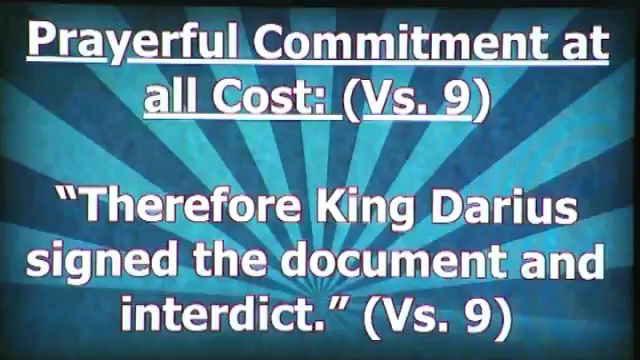 Prayerful Commitment at
all Cost: (Vs. 9)
“Therefore King Darius
signed the document and
interdict.” (Vs. 9)